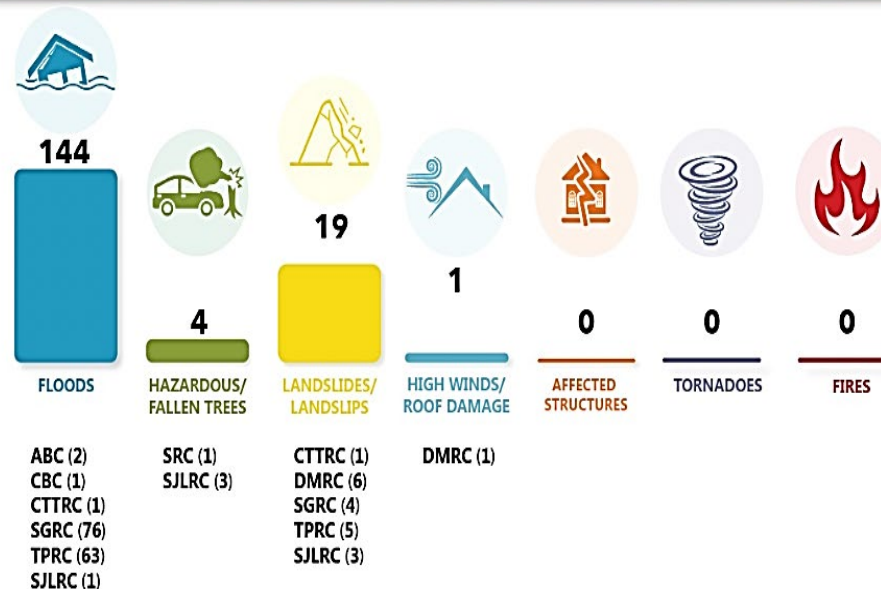 144
FLOODS
ABC (2)
CBC (1)
CTTRC (1)
SGRC (76)
TPRC (63)
SJLRC (1)
4
HAZARDOUS/
FALLEN TREES
SRC (1)
SJLRC (3)
19
LANDSLIDES/
LANDSLIPS
CTTRC (1)
DMRC (6)
SGRC (4)
TPRC (5)
SJLRC (3)
1
HIGH WINDS/
ROOF DAMAGE
DMRC (1)
0
AFFECTED
STRUCTURES
0
TORNADOES
0
FIRES